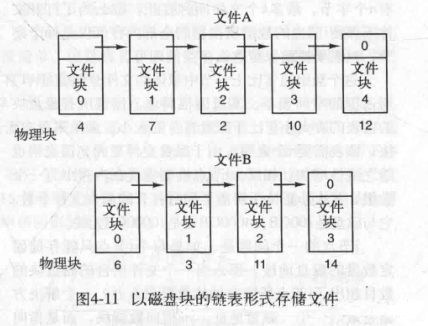 文件A
0
文件 文件 文件 文件 文件
块 块 块 块 块
0 1 2 3 4
物理块 4 7 2 10 12
文件B
0
文件 文件 文件 文件
块 块 块 块
0 1 2 3
物理块 6 3 11 14
图4-11 以磁盘块的链表形式存储文件